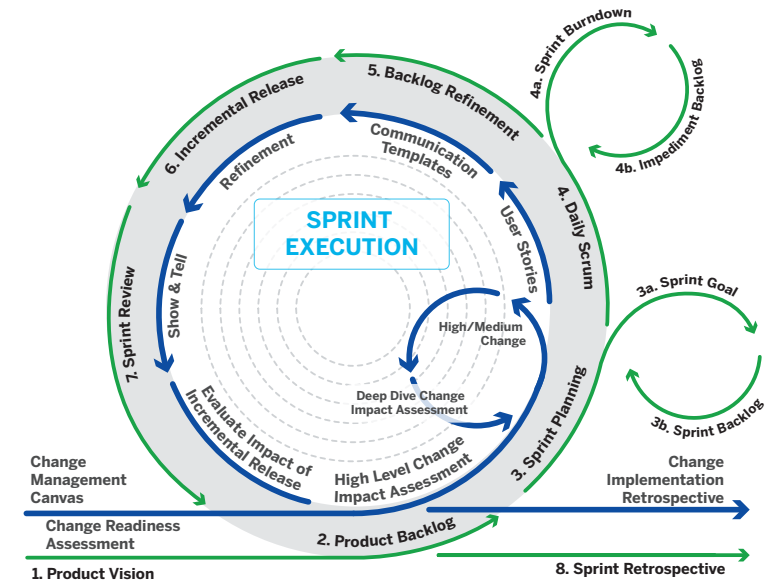 4a. Sprint Burndown
4b. Impediment Backlog
5. Backlog Refinement
6. Incremental Release
Communication
Templates
Refinement
SPRINT
EXECUTION
User Stories
4. Daily Scrum
Show & Tell
7. Sprint Review
3a. Sprint Goal
3b. Sprint Backlog
High/Medium
Change
Deep Dive Change
Impact Assessment
3. Sprint Planning
Evaluate Impact of
Incremental Release
High Level Change
Impact Assessment
Change
Management
Canvas
Change
Implementation
Retrospective
Change Readiness
Assessment
2. Product Backlog
1. Product Vision
8. Sprint Retrospective